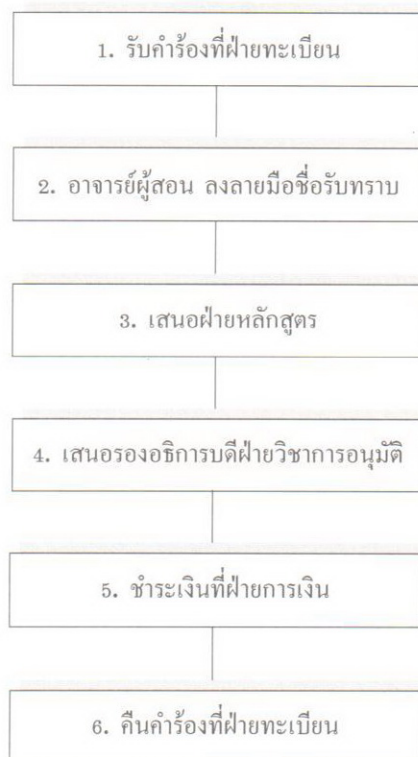 1. รับคำร้องที่ฝ่ายทะเบียน
2. อาจารย์ผู้สอน ลงลายมือชื่อรับทราบ
3. เสนอฝ่ายหลักสูตร
4. เสนอรองอธิการบดีฝ่ายวิชาการอนุมัติ
5. ชำระเงินที่ฝ่ายการเงิน
6. คืนคำร้องที่ฝ่ายทะเบียน